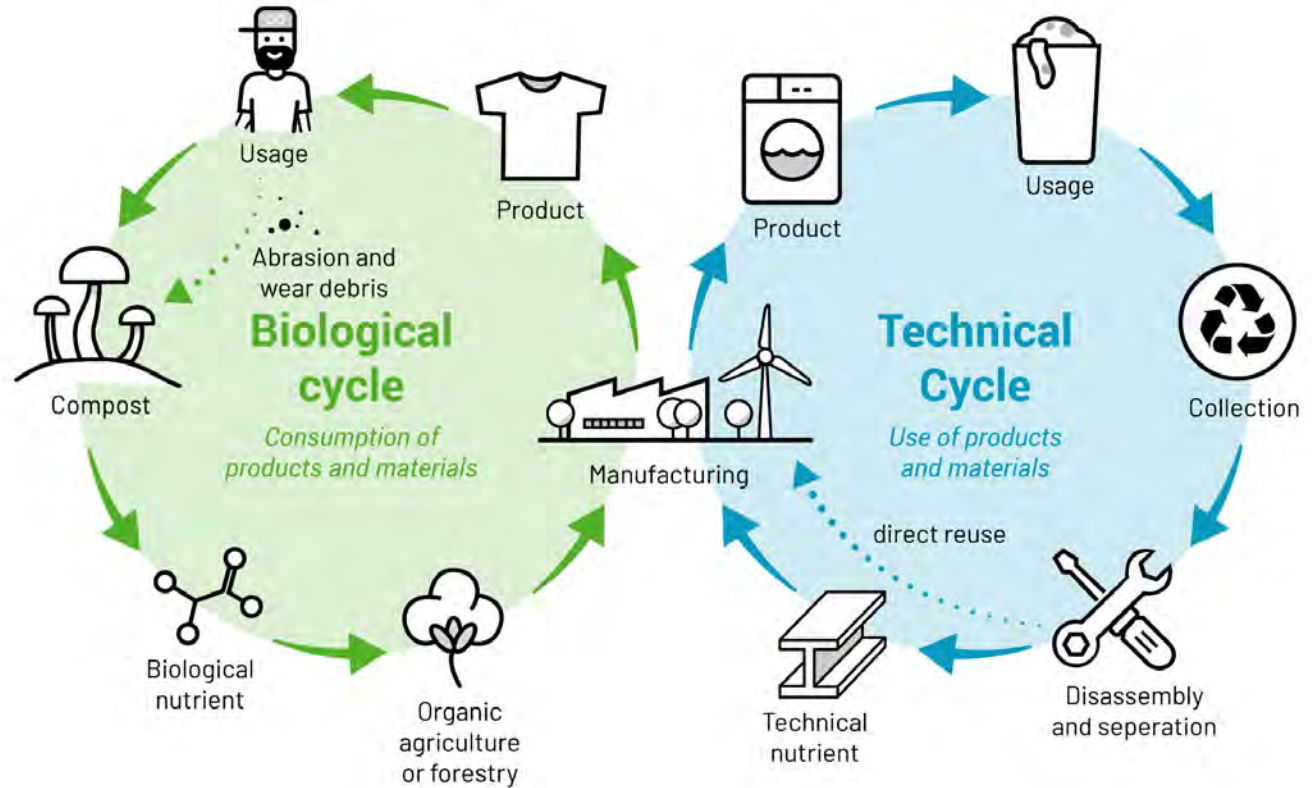 Usage
Product
Abrasion and
wear debris
Biological
cycle
Consumption of
products and materials
Compost
Biological
nutrient
Organic
agriculture
or forestry
Manufacturing
Product
Usage
Technical
Cycle
Use of products
and materials
Collection
direct reuse
Disassembly
and seperation
Technical
nutrient